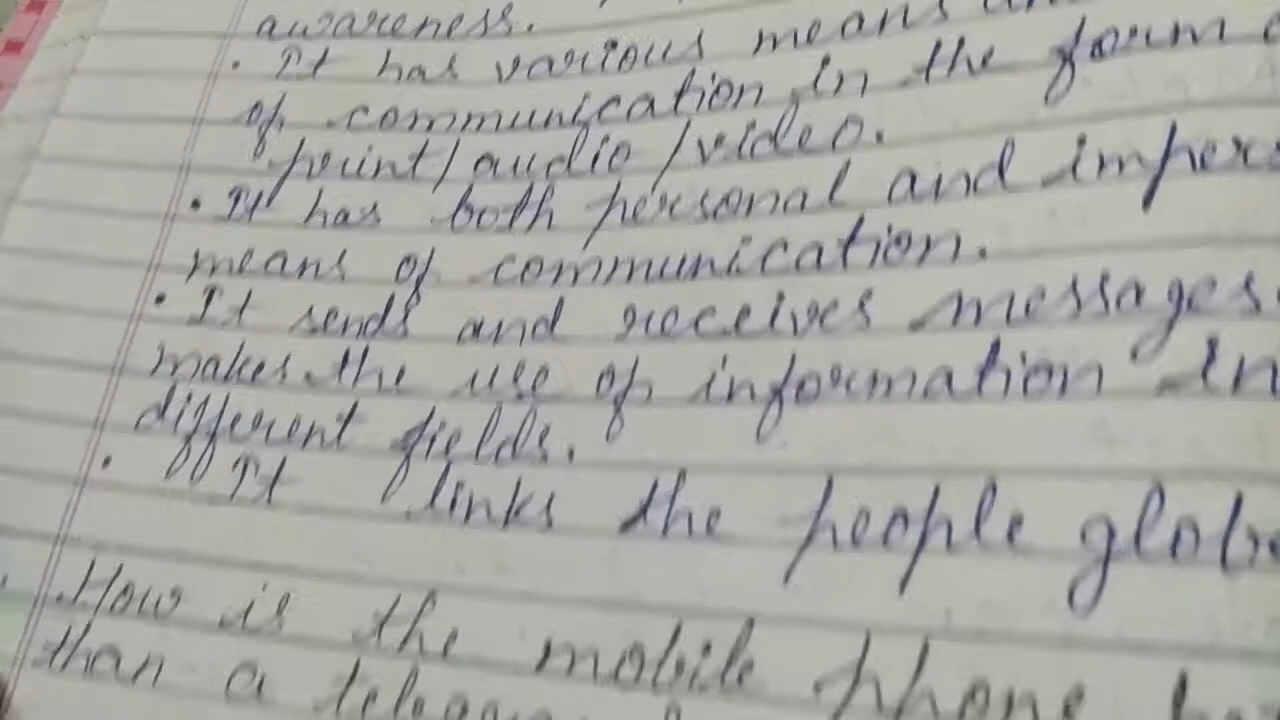 awareness.
• It has various means
of communication in the form
of print/audio/video.
• It has both personal and
means of communication.
• It sends and receives messages.
makes the use of information in
different fields.
• It links the people
How is the mobile phone
than a